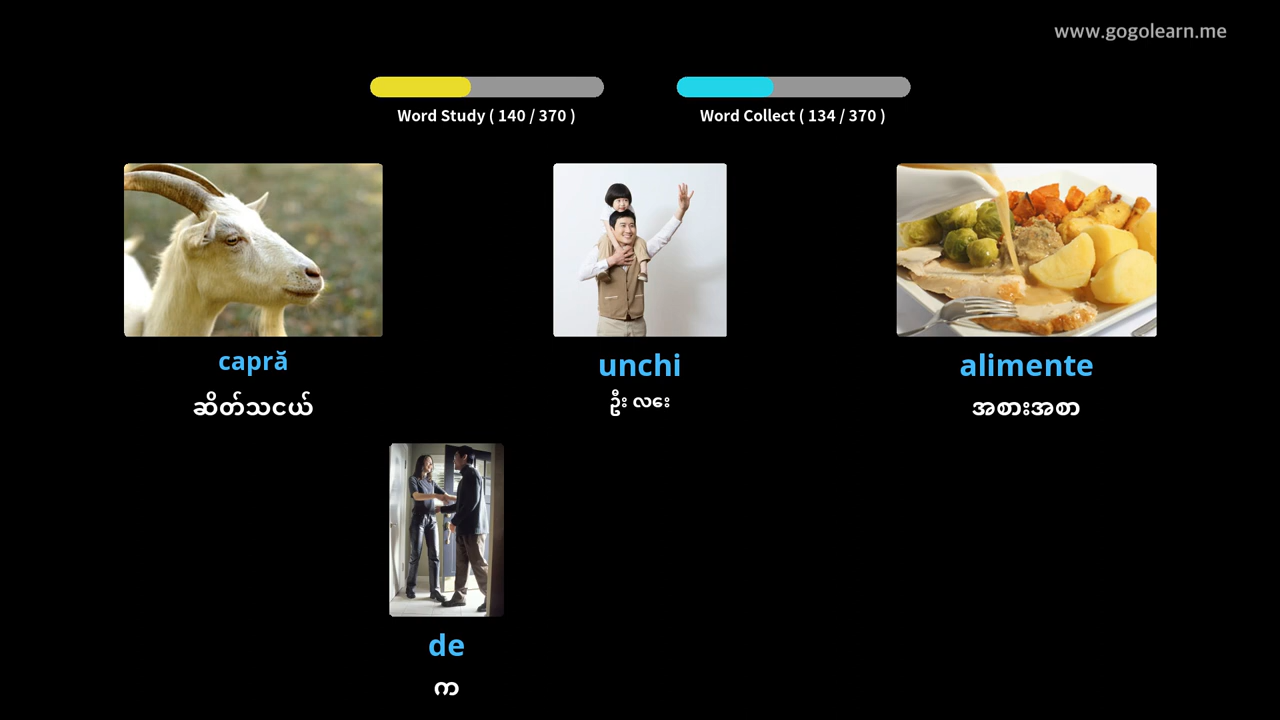 www.gogolearn.me
Word Study ( 140 / 370 )
Word Collect ( 134 / 370 )
capră
unchi
alimente
ဆိတ်သငယ်
ဦး လေး
အစားအစာ
de
က